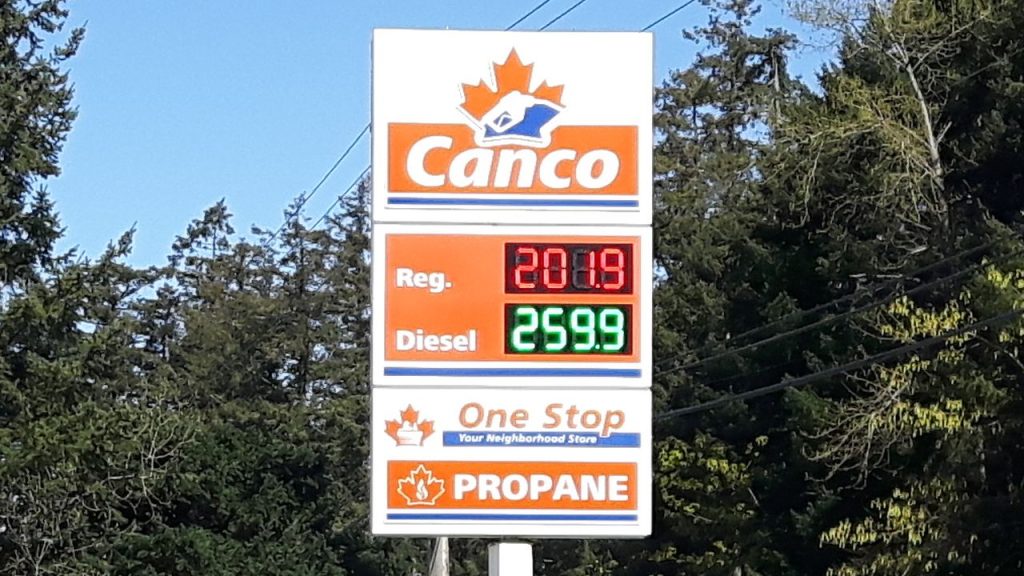 Canco
Reg. 201.9
Diesel 259.9
One Stop
Your Neighborhood Store
PROPANE